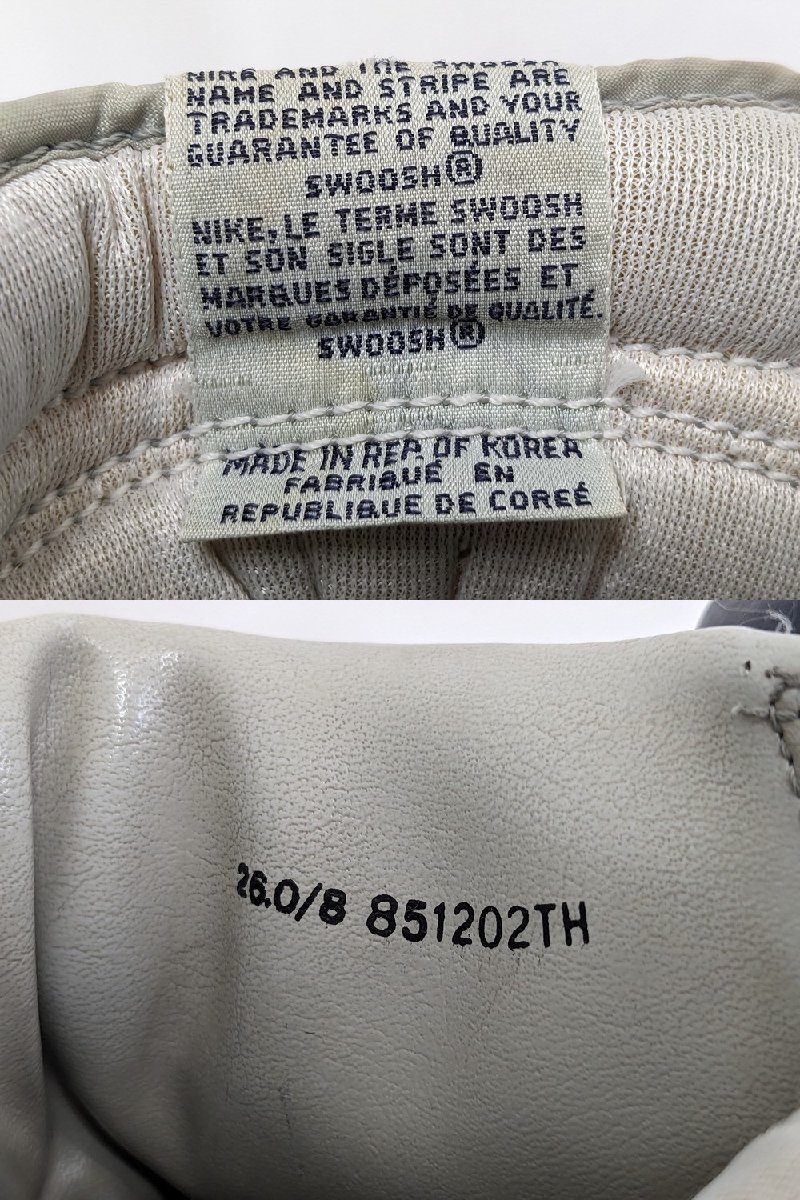 NIKE AND THE SWOOSH
NAME AND STRIPE ARE
TRADEMARKS AND YOUR
GUARANTEE OF QUALITY
SWOOSH®
NIKE, LE TERME SWOOSH
ET SON SIGLE SONT DES
MARQUES DÉPOSÉES ET
VOTRE GARANTIE DE QUALITÉ.
SWOOSH®
MADE IN REP OF KOREA
FABRIQUÉ EN
REPUBLIQUE DE CORÉE
26.0/8 851202TH